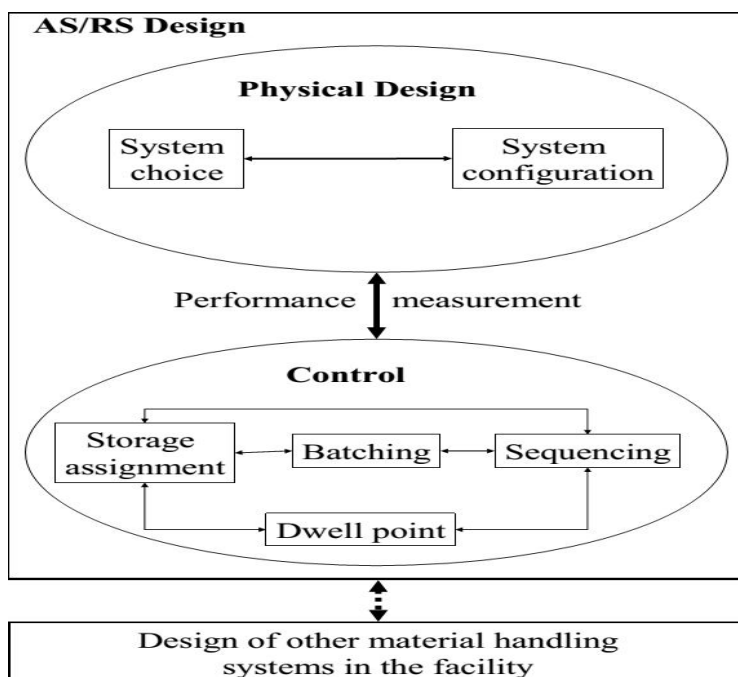 AS/RS Design
Physical Design
System
choice
System
configuration
Performance measurement
Control
Storage
assignment
Batching
Sequencing
Dwell point
Design of other material handling
systems in the facility